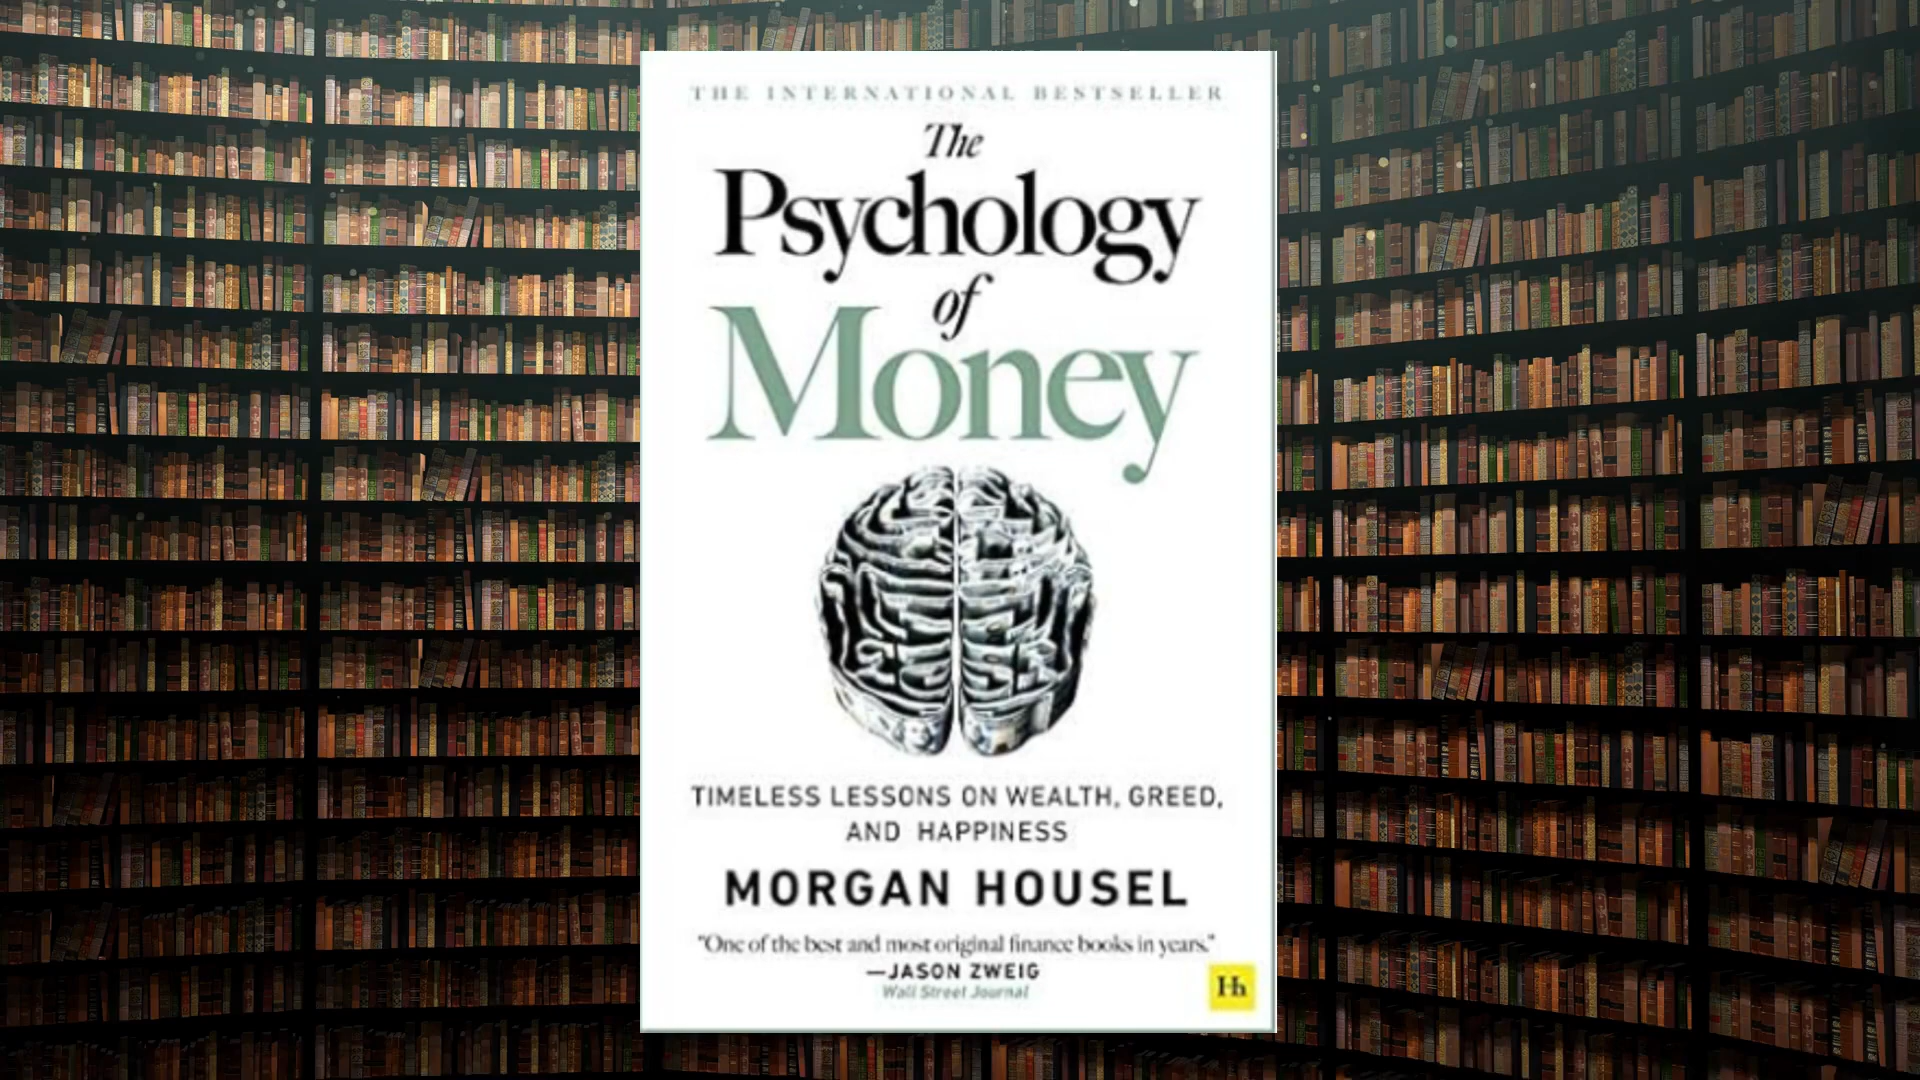 THE INTERNATIONAL BESTSELLER
The
Psychology
of
Money
TIMELESS LESSONS ON WEALTH, GREED,
AND HAPPINESS
MORGAN HOUSEL
"One of the best and most original finance books in years."
—JASON ZWEIG
Wall Street Journal
Hh